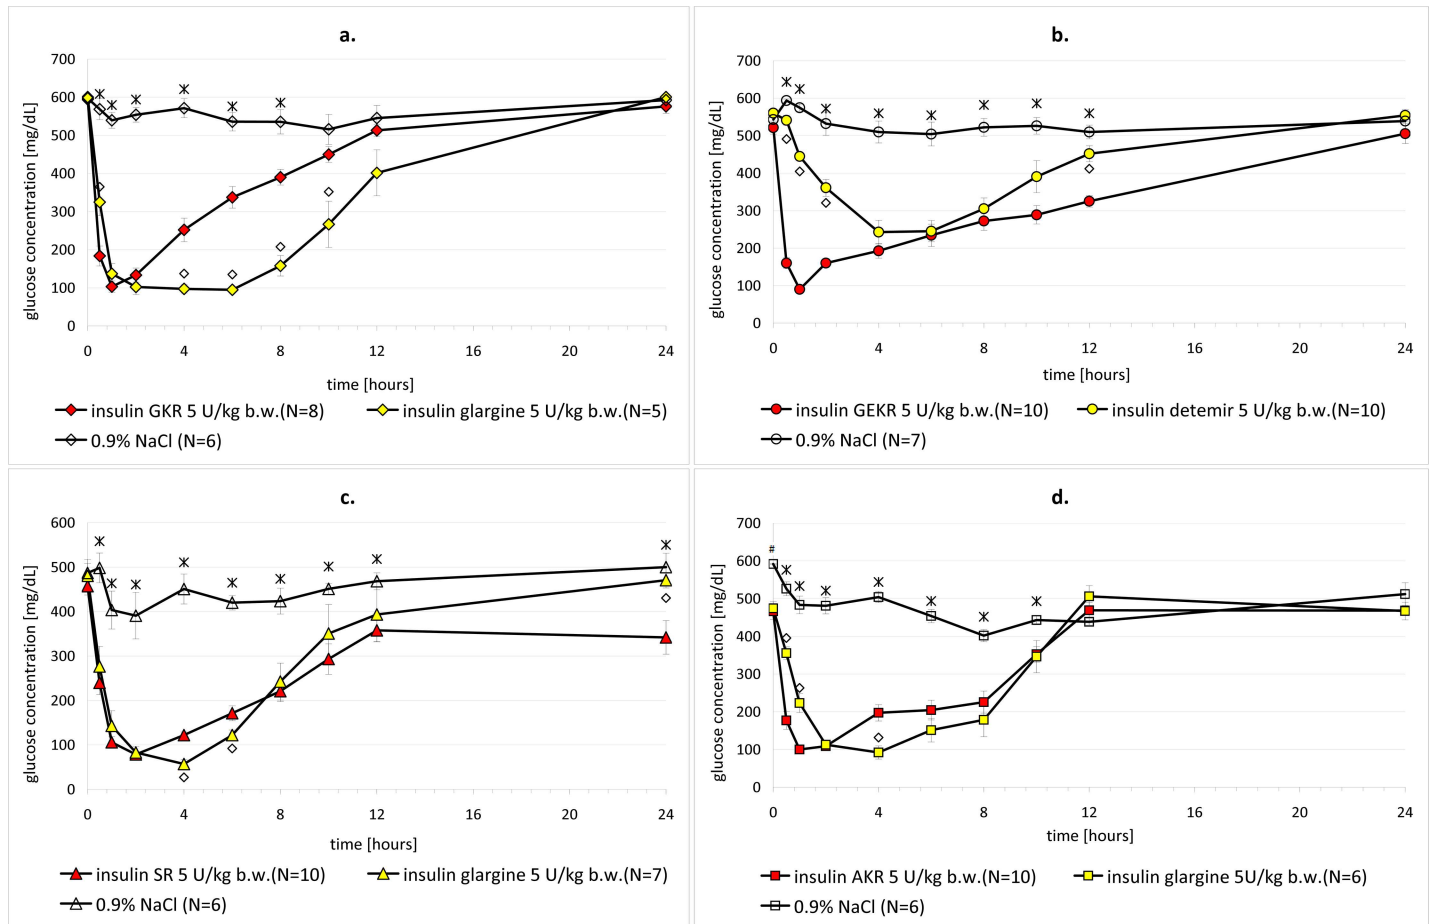 a.
700
600
500
400
300
200
100
0
glucose concentration [mg/dL]
0 4 8 12 16 20 24
time [hours]
insulin GKR 5 U/kg b.w.(N=8) insulin glargine 5 U/kg b.w.(N=5)
0.9% NaCl (N=6)
b.
700
600
500
400
300
200
100
0
glucose concentration [mg/dL]
0 4 8 12 16 20 24
time [hours]
insulin GEKR 5 U/kg b.w.(N=10) insulin detemir 5 U/kg b.w.(N=10)
0.9% NaCl (N=7)
c.
600
500
400
300
200
100
0
glucose concentration [mg/dL]
0 4 8 12 16 20 24
time [hours]
insulin SR 5 U/kg b.w.(N=10) insulin glargine 5 U/kg b.w.(N=7)
0.9% NaCl (N=6)
d.
700
#
600
500
400
300
200
100
0
glucose concentration [mg/dL]
0 4 8 12 16 20 24
time [hours]
insulin AKR 5 U/kg b.w.(N=10) insulin glargine 5U/kg b.w.(N=6)
0.9% NaCl (N=6)